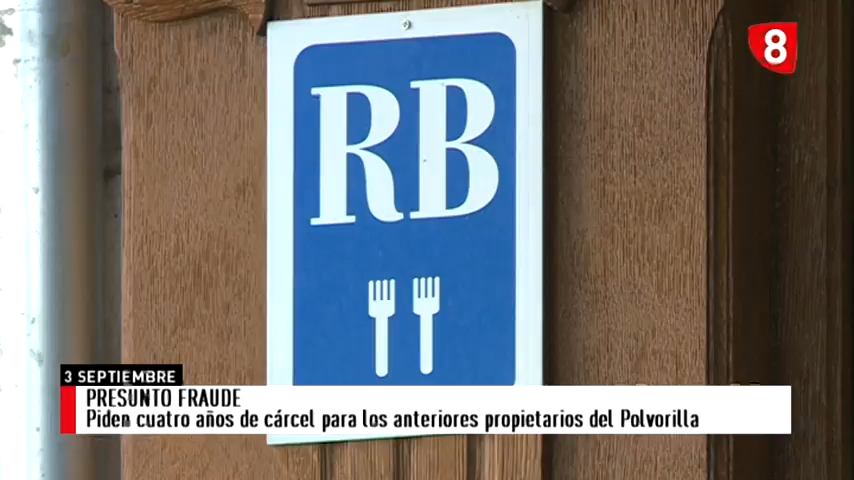 8
RB
3 SEPTIEMBRE
PRESUNTO FRAUDE
Piden cuatro años de cárcel para los anteriores propietarios del Polvorilla